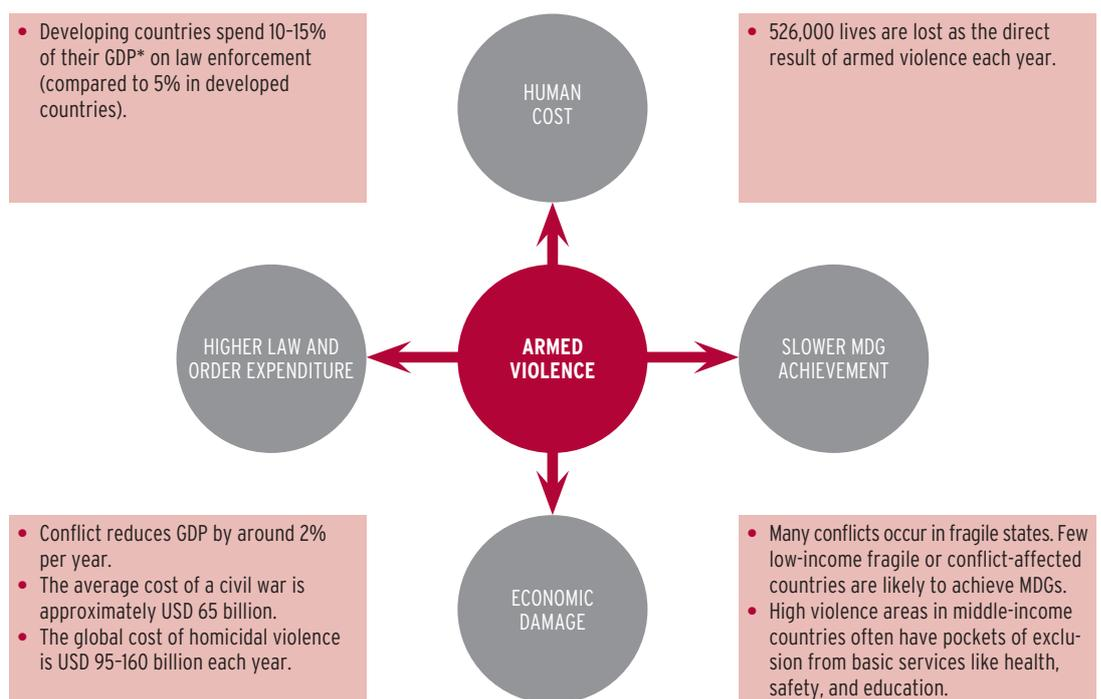 • Developing countries spend 10-15%
of their GDP* on law enforcement
(compared to 5% in developed
countries).
HUMAN
COST
• 526,000 lives are lost as the direct
result of armed violence each year.
HIGHER LAW AND
ORDER EXPENDITURE
ARMED
VIOLENCE
SLOWER MDG
ACHIEVEMENT
• Conflict reduces GDP by around 2%
per year.
• The average cost of a civil war is
approximately USD 65 billion.
• The global cost of homicidal violence
is USD 95-160 billion each year.
ECONOMIC
DAMAGE
• Many conflicts occur in fragile states. Few
low-income fragile or conflict-affected
countries are likely to achieve MDGs.
• High violence areas in middle-income
countries often have pockets of exclu-
sion from basic services like health,
safety, and education.